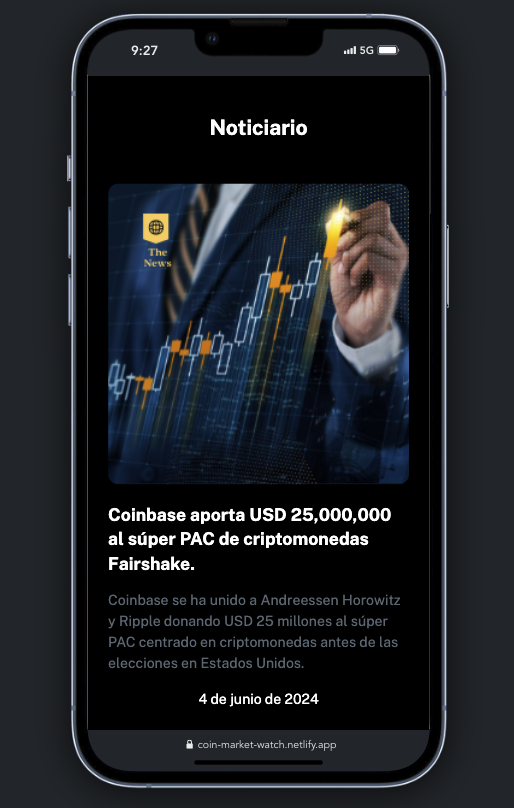 9:27
5G
Noticiario
The
News
Coinbase aporta USD 25,000,000
al súper PAC de criptomonedas
Fairshake.
Coinbase se ha unido a Andreessen Horowitz
y Ripple donando USD 25 millones al súper
PAC centrado en criptomonedas antes de las
elecciones en Estados Unidos.
4 de junio de 2024
coin-market-watch.netlify.app